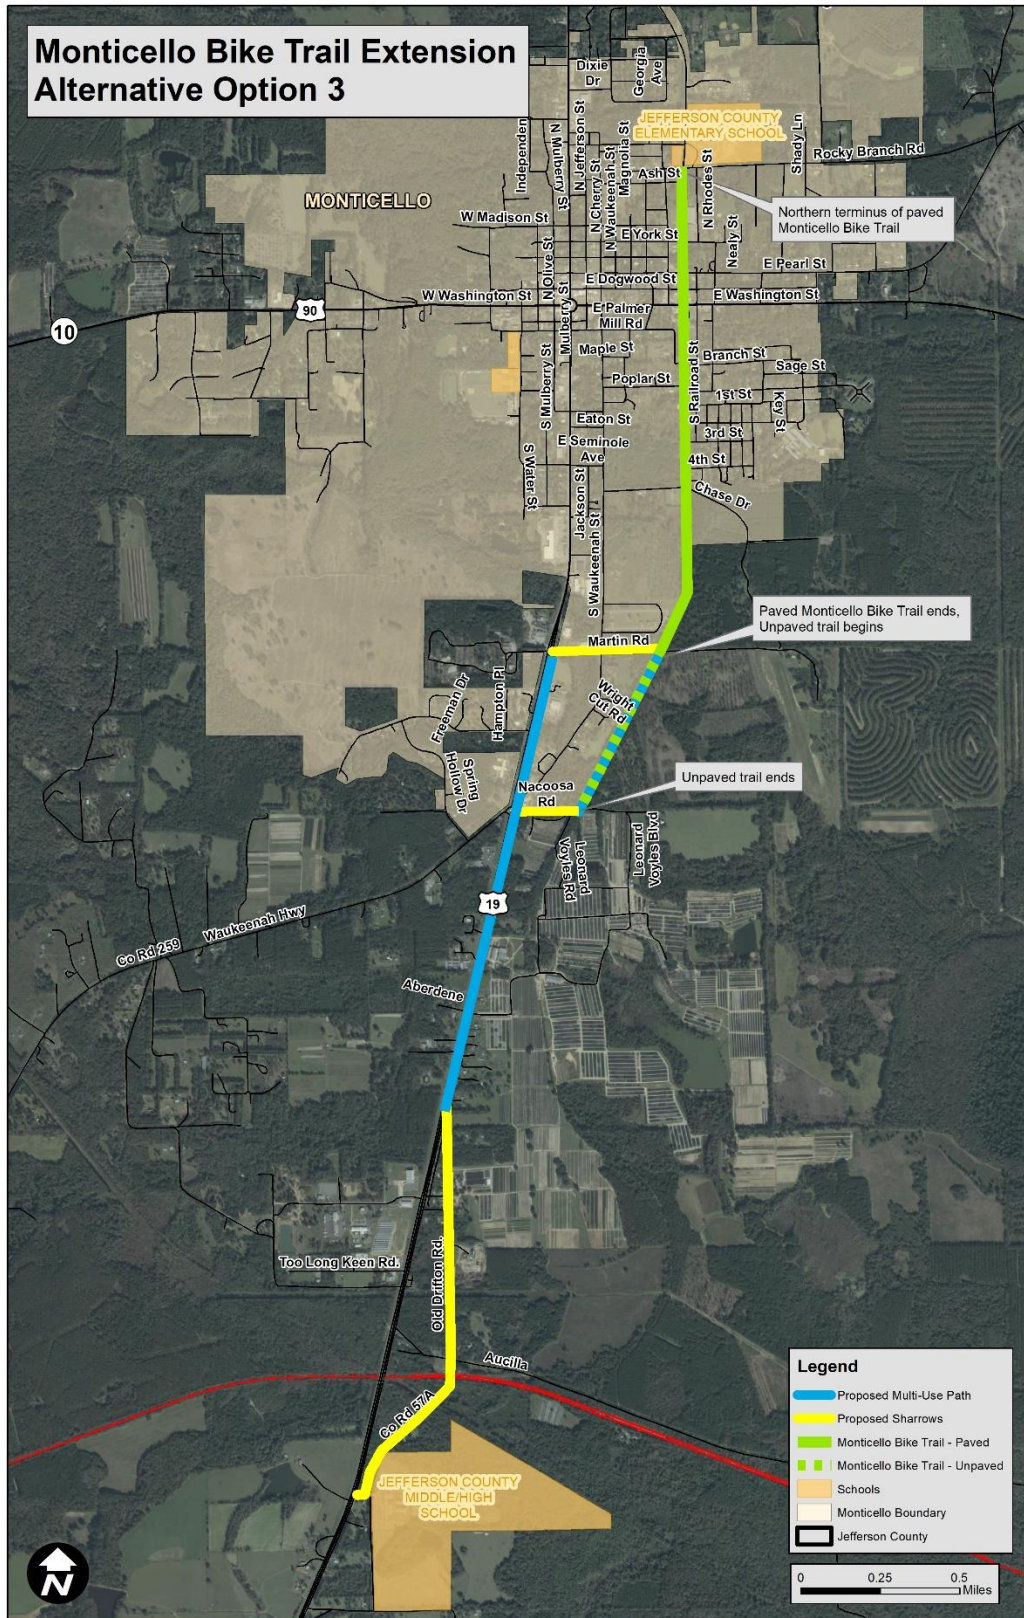 Monticello Bike Trail Extension
Alternative Option 3
Dixie
Dr
Georgia
Ave
JEFFERSON COUNTY
ELEMENTARY SCHOOL
Shady Ln
Rocky Branch Rd
N Jefferson St
N Mulberry St
Independen
N Cherry St
N Waukeenah St
Magnolia St
Ash St
N Rhodes St
MONTICELLO
W Madison St
Northern terminus of paved
Monticello Bike Trail
E York St
Nealy St
N Olive St
E Pearl St
E Dogwood St
W Washington St
E Washington St
90
10
Mulberry St
E Palmer
Mill Rd
Maple St
S Railroad St
Branch St
Sage St
S Mulberry St
Poplar St
1st St
Key St
Eaton St
3rd St
E Seminole
Ave
4th St
S Water St
Jackson St
Chase Dr
S Waukeenah St
Paved Monticello Bike Trail ends,
Unpaved trail begins
Martin Rd
Freeman Dr
Hampton Pl
Wright
Cut Rd
Spring
Hollow Dr
Unpaved trail ends
Nacoosa
Rd
Leonard
Voyles Rd
Leonard
Voyles Blvd
19
Waukeenah Hwy
Co Rd 259
Aberdene
Too Long Keen Rd.
Old Drifton Rd.
Aucilla
Co Rd 57A
JEFFERSON COUNTY
MIDDLE/HIGH
SCHOOL
Legend
Proposed Multi-Use Path
Proposed Sharrows
Monticello Bike Trail - Paved
Monticello Bike Trail - Unpaved
Schools
Monticello Boundary
Jefferson County
N
0 0.25 0.5
Miles